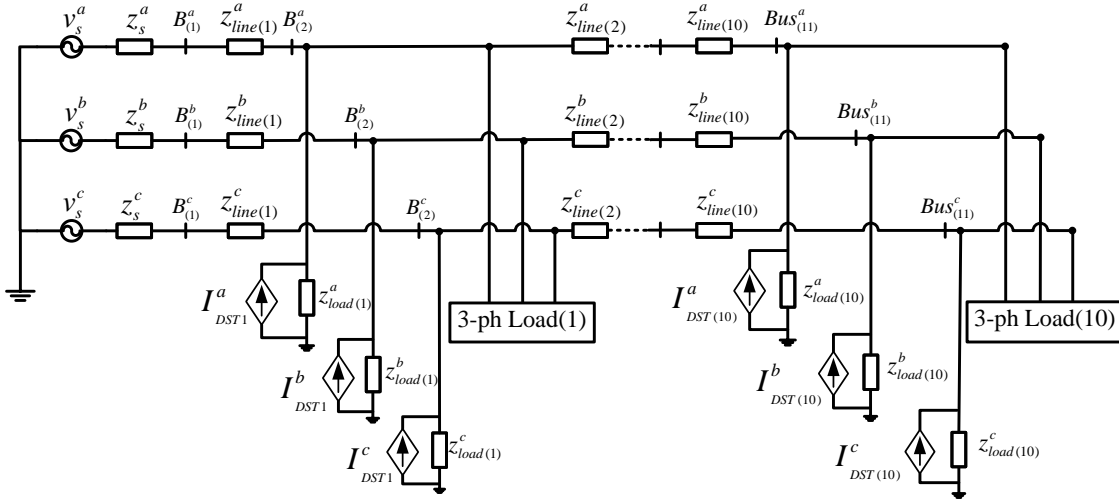 v_s^a z_s^a B_(1)^a z_line(1)^a B_(2)^a z_line(2)^a z_line(10)^a Bus_(11)^a
v_s^b z_s^b B_(1)^b z_line(1)^b B_(2)^b z_line(2)^b z_line(10)^b Bus_(11)^b
v_s^c z_s^c B_(1)^c z_line(1)^c B_(2)^c z_line(2)^c z_line(10)^c Bus_(11)^c
I_DST1^a z_load(1)^a 3-ph Load(1) I_DST(10)^a z_load(10)^a 3-ph Load(10)
I_DST1^b z_load(1)^b I_DST(10)^b z_load(10)^b
I_DST1^c z_load(1)^c I_DST(10)^c z_load(10)^c